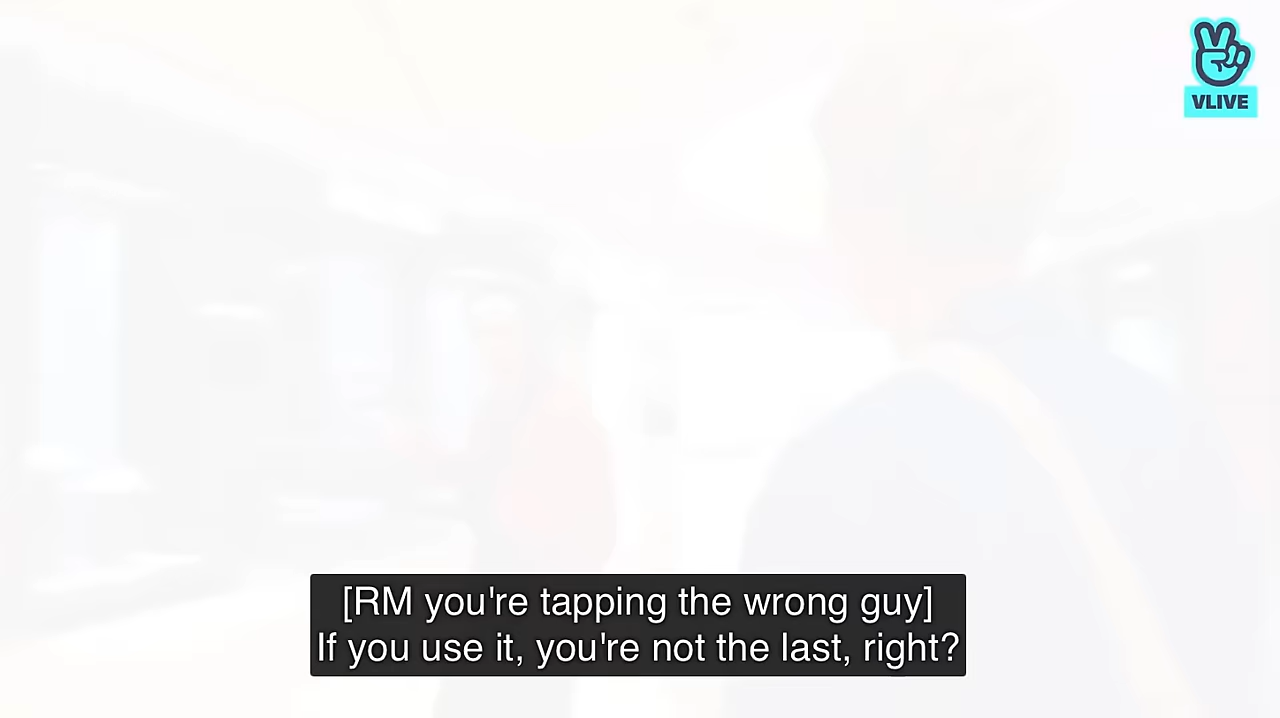 VLIVE
[RM you're tapping the wrong guy]
If you use it, you're not the last, right?